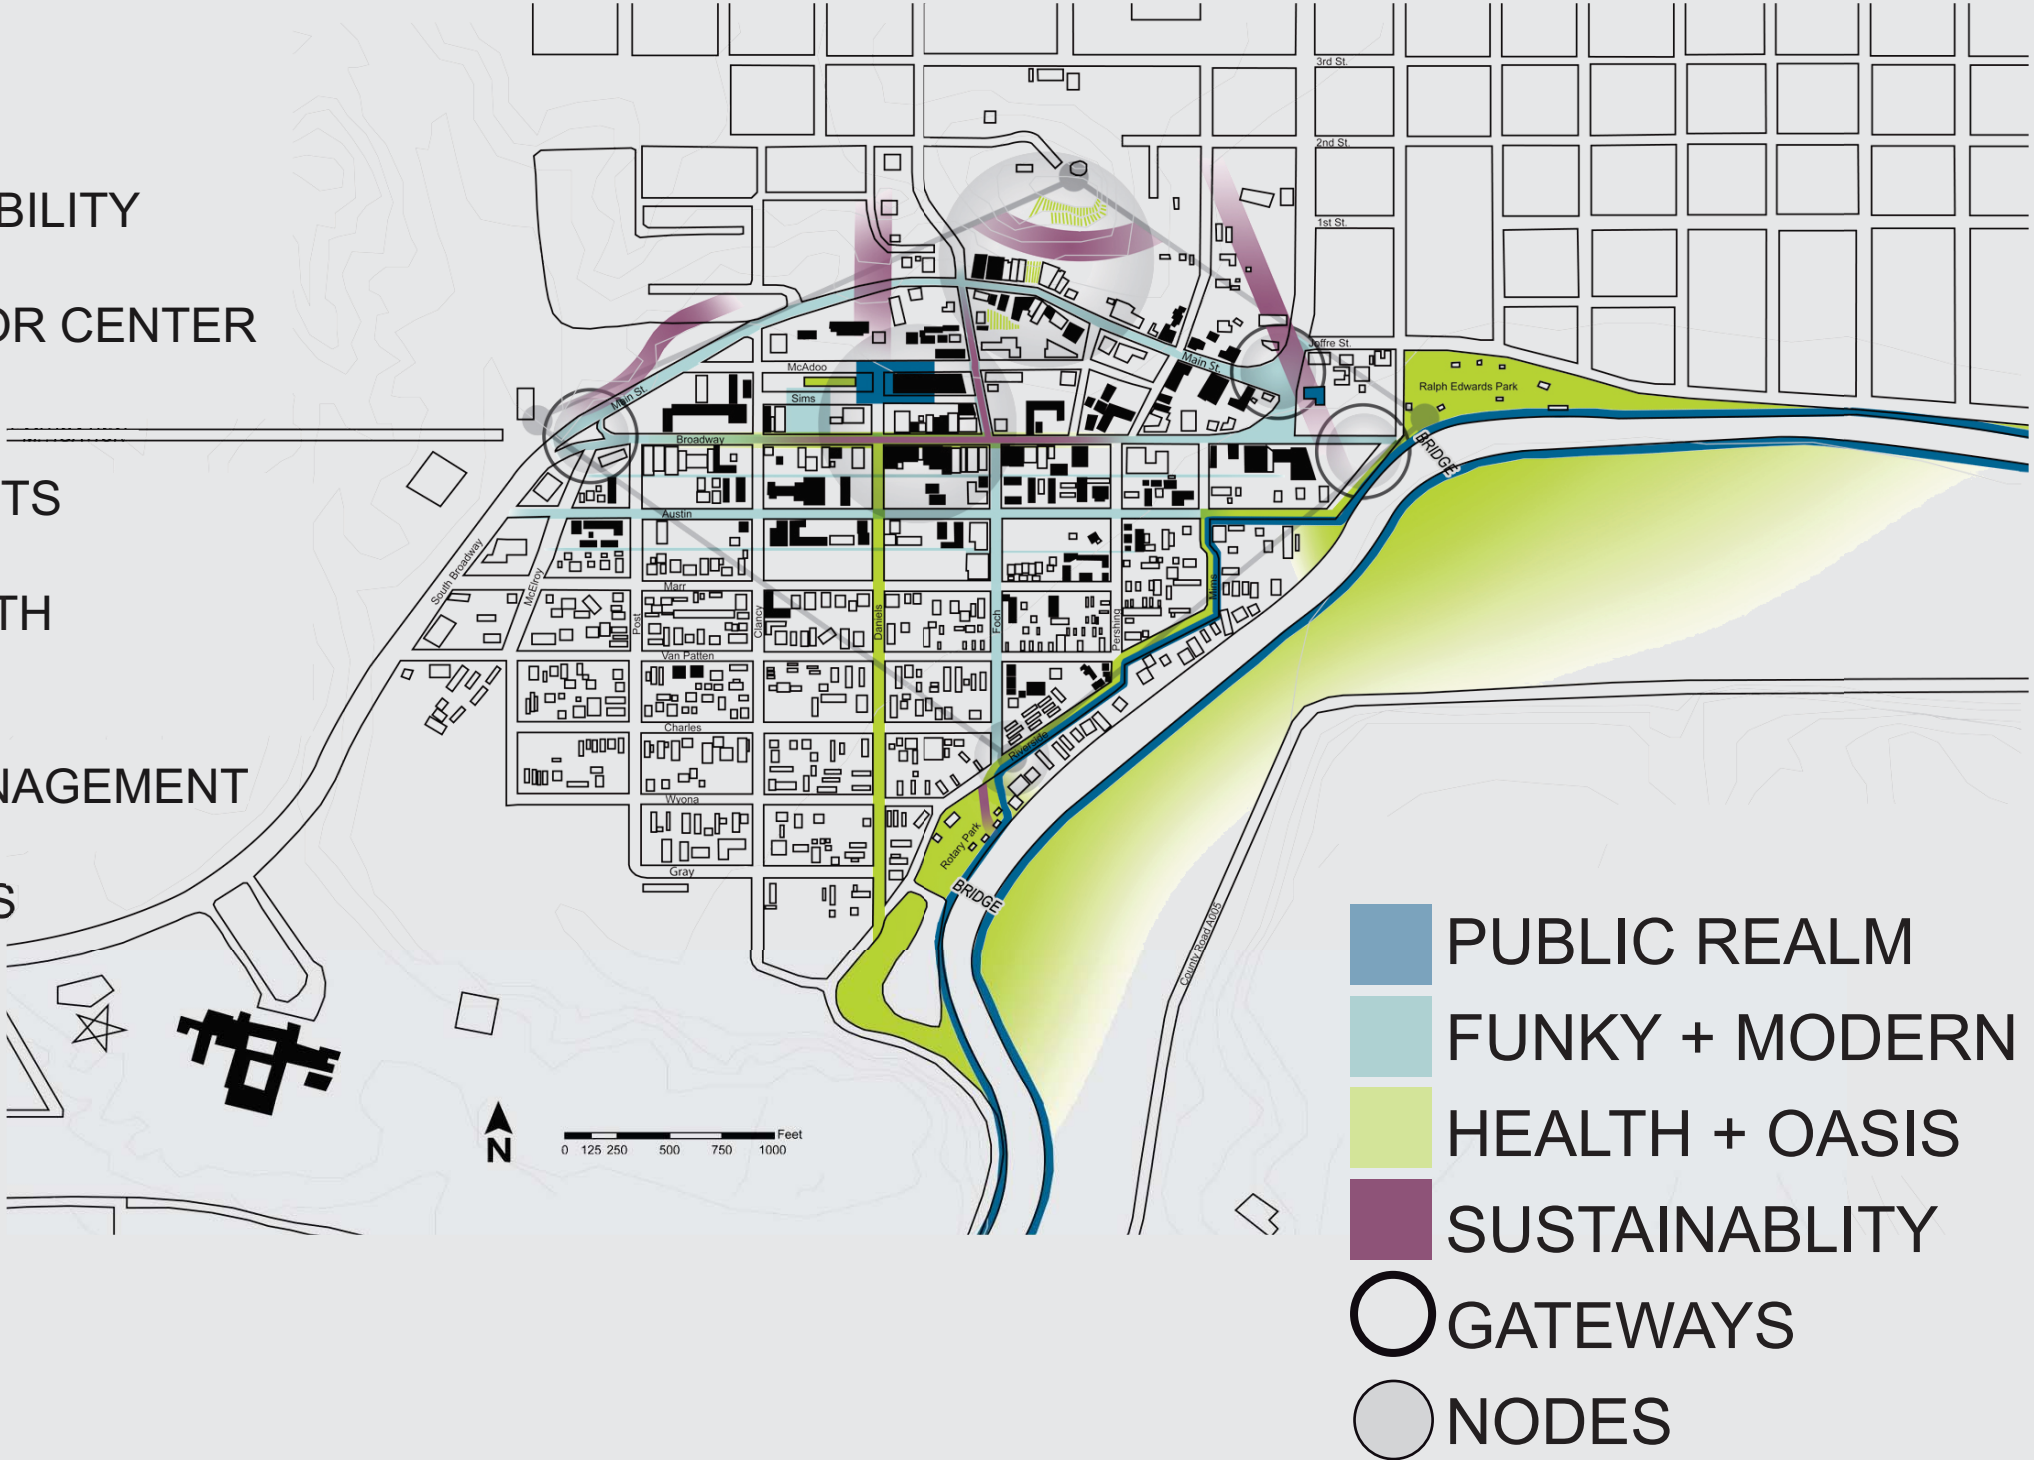 BILITY
OR CENTER
TS
TH
NAGEMENT
S
3rd St.
2nd St.
1st St.
Joffre St.
Main St.
Ralph Edwards Park
McAdoo
Sims
Main St.
Broadway
BRIDGE
Austin
South Broadway
McElroy
Marr
Mims
Post
Clancy
Daniels
Foch
Pershing
Van Patten
Charles
Riverside
Wyona
Rotary Park
Gray
BRIDGE
County Road A005
N
Feet
0 125 250 500 750 1000
PUBLIC REALM
FUNKY + MODERN
HEALTH + OASIS
SUSTAINABLITY
GATEWAYS
NODES